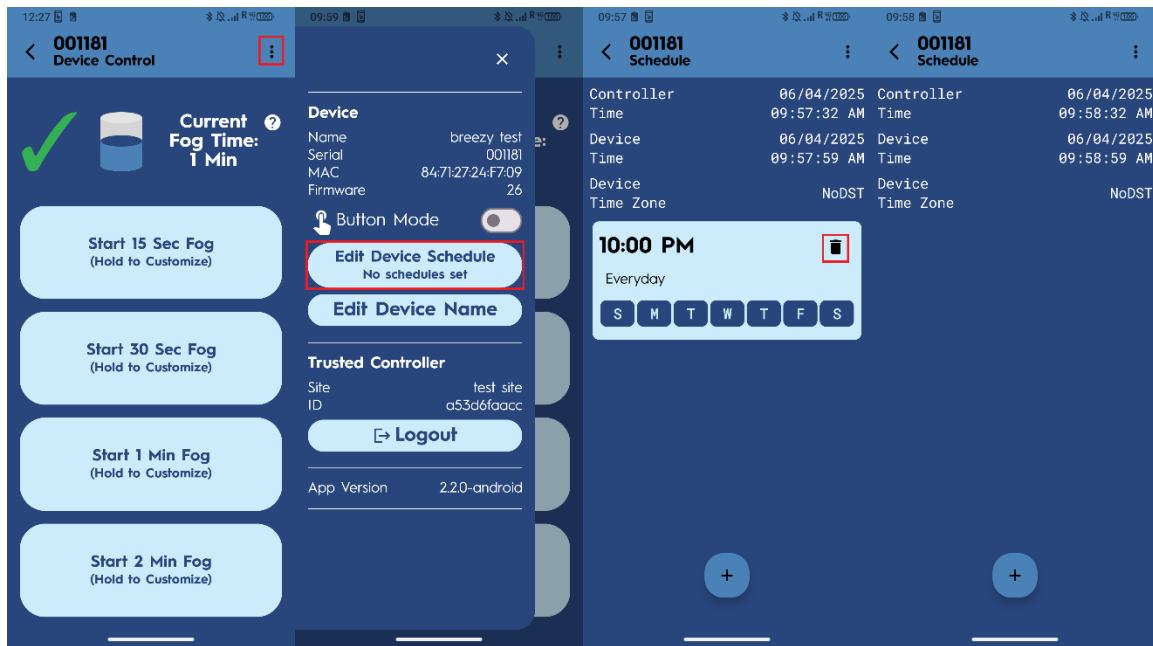 12:27
001181
Device Control
Current
Fog Time:
1 Min
Start 15 Sec Fog
(Hold to Customize)
Start 30 Sec Fog
(Hold to Customize)
Start 1 Min Fog
(Hold to Customize)
Start 2 Min Fog
(Hold to Customize)
09:59
Device
Name breezy test
Serial 001181
MAC 84:71:27:24:F7:09
Firmware 26
Button Mode
Edit Device Schedule
No schedules set
Edit Device Name
Trusted Controller
Site test site
ID a53d6faacc
Logout
App Version 2.2.0-android
e:
09:57
001181
Schedule
Controller 06/04/2025
Time 09:57:32 AM
Device 06/04/2025
Time 09:57:59 AM
Device
Time Zone NoDST
10:00 PM
Everyday
S M T W T F S
+
09:58
001181
Schedule
Controller 06/04/2025
Time 09:58:32 AM
Device 06/04/2025
Time 09:58:59 AM
Device
Time Zone NoDST
+